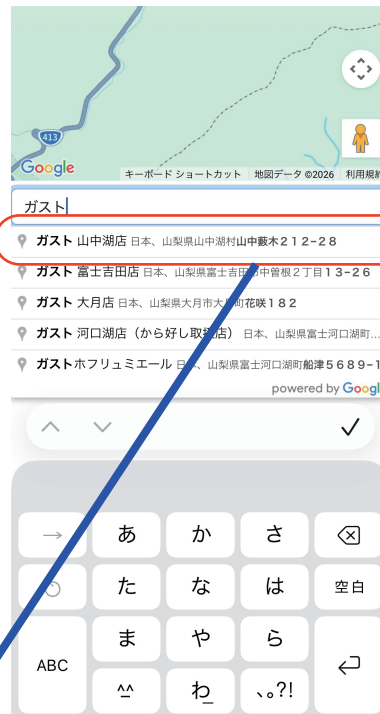 413
Google
キーボード ショートカット 地図データ ©2026 利用規約
ガスト
ガスト 山中湖店 日本、山梨県山中湖村山中藪木212-28
ガスト 富士吉田店 日本、山梨県富士吉田市中曽根2丁目13-26
ガスト 大月店 日本、山梨県大月市大月町花咲182
ガスト 河口湖店(から好し取扱店) 日本、山梨県富士河口湖町...
ガストホフリュミエール 日本、山梨県富士河口湖町船津5689-1
powered by Googl
→ あ か さ
た な は 空白
ま や ら
ABC ^^ わ_ 、。?!